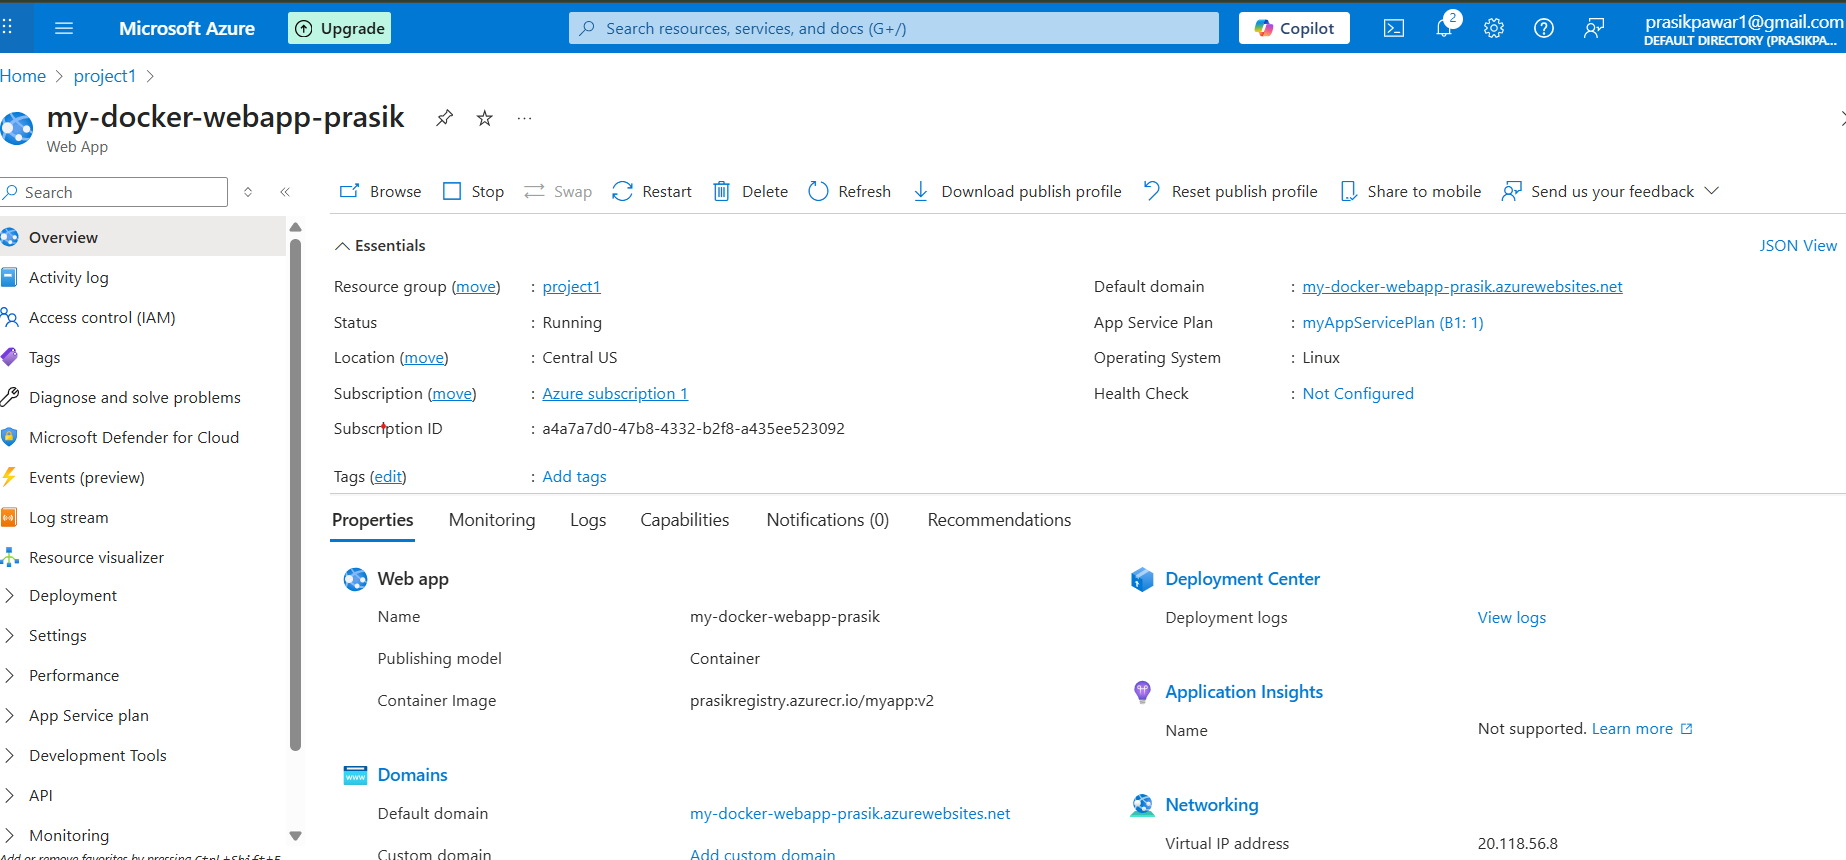 Microsoft Azure
Upgrade
Search resources, services, and docs (G+/)
Copilot
2
prasikpawar1@gmail.com
DEFAULT DIRECTORY (PRASIKPA...
Home > project1 >
my-docker-webapp-prasik
...
Web App
Search
Browse
Stop
Swap
Restart
Delete
Refresh
Download publish profile
Reset publish profile
Share to mobile
Send us your feedback
Overview
Activity log
Access control (IAM)
Tags
Diagnose and solve problems
Microsoft Defender for Cloud
Events (preview)
Log stream
Resource visualizer
Deployment
Settings
Performance
App Service plan
Development Tools
API
Monitoring
Add or remove favorites by pressing Ctrl+Shift+F
Essentials
JSON View
Resource group (move) : project1
Status : Running
Location (move) : Central US
Subscription (move) : Azure subscription 1
Subscription ID : a4a7a7d0-47b8-4332-b2f8-a435ee523092
Tags (edit) : Add tags
Default domain : my-docker-webapp-prasik.azurewebsites.net
App Service Plan : myAppServicePlan (B1: 1)
Operating System : Linux
Health Check : Not Configured
Properties Monitoring Logs Capabilities Notifications (0) Recommendations
Web app
Name my-docker-webapp-prasik
Publishing model Container
Container Image prasikregistry.azurecr.io/myapp:v2
Domains
www
Default domain my-docker-webapp-prasik.azurewebsites.net
Custom domain Add custom domain
Deployment Center
Deployment logs View logs
Application Insights
Name Not supported. Learn more
Networking
Virtual IP address 20.118.56.8